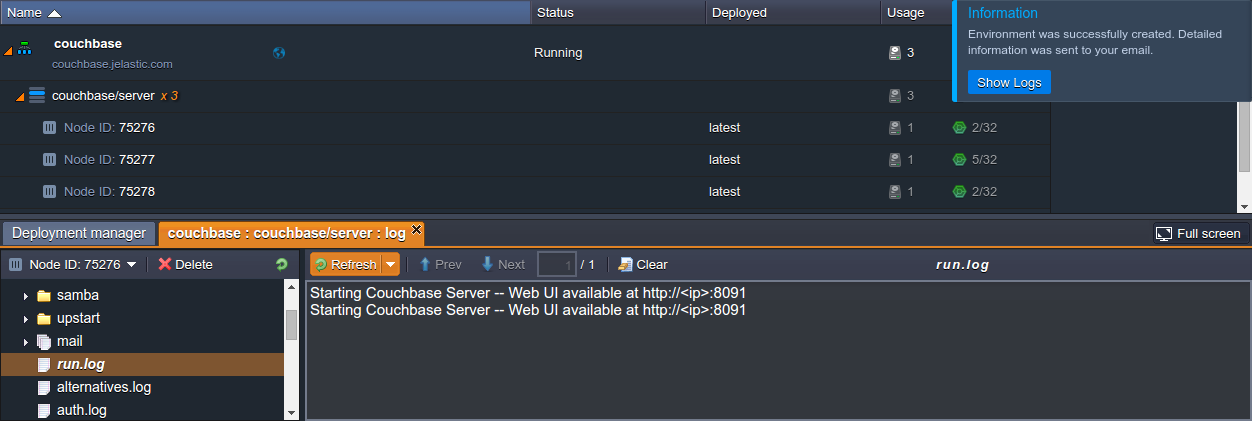 Name Status Deployed Usage
Information
Environment was successfully created. Detailed
information was sent to your email.
Show Logs
couchbase
couchbase.jelastic.com
Running 3
couchbase/server x 3 3
Node ID: 75276 latest 1 2/32
Node ID: 75277 latest 1 5/32
Node ID: 75278 latest 1 2/32
Deployment manager couchbase : couchbase/server : log Full screen
Node ID: 75276 Delete Refresh Prev Next 1 / 1 Clear run.log
samba
upstart
mail
run.log
alternatives.log
auth.log
Starting Couchbase Server -- Web UI available at http://<ip>:8091
Starting Couchbase Server -- Web UI available at http://<ip>:8091